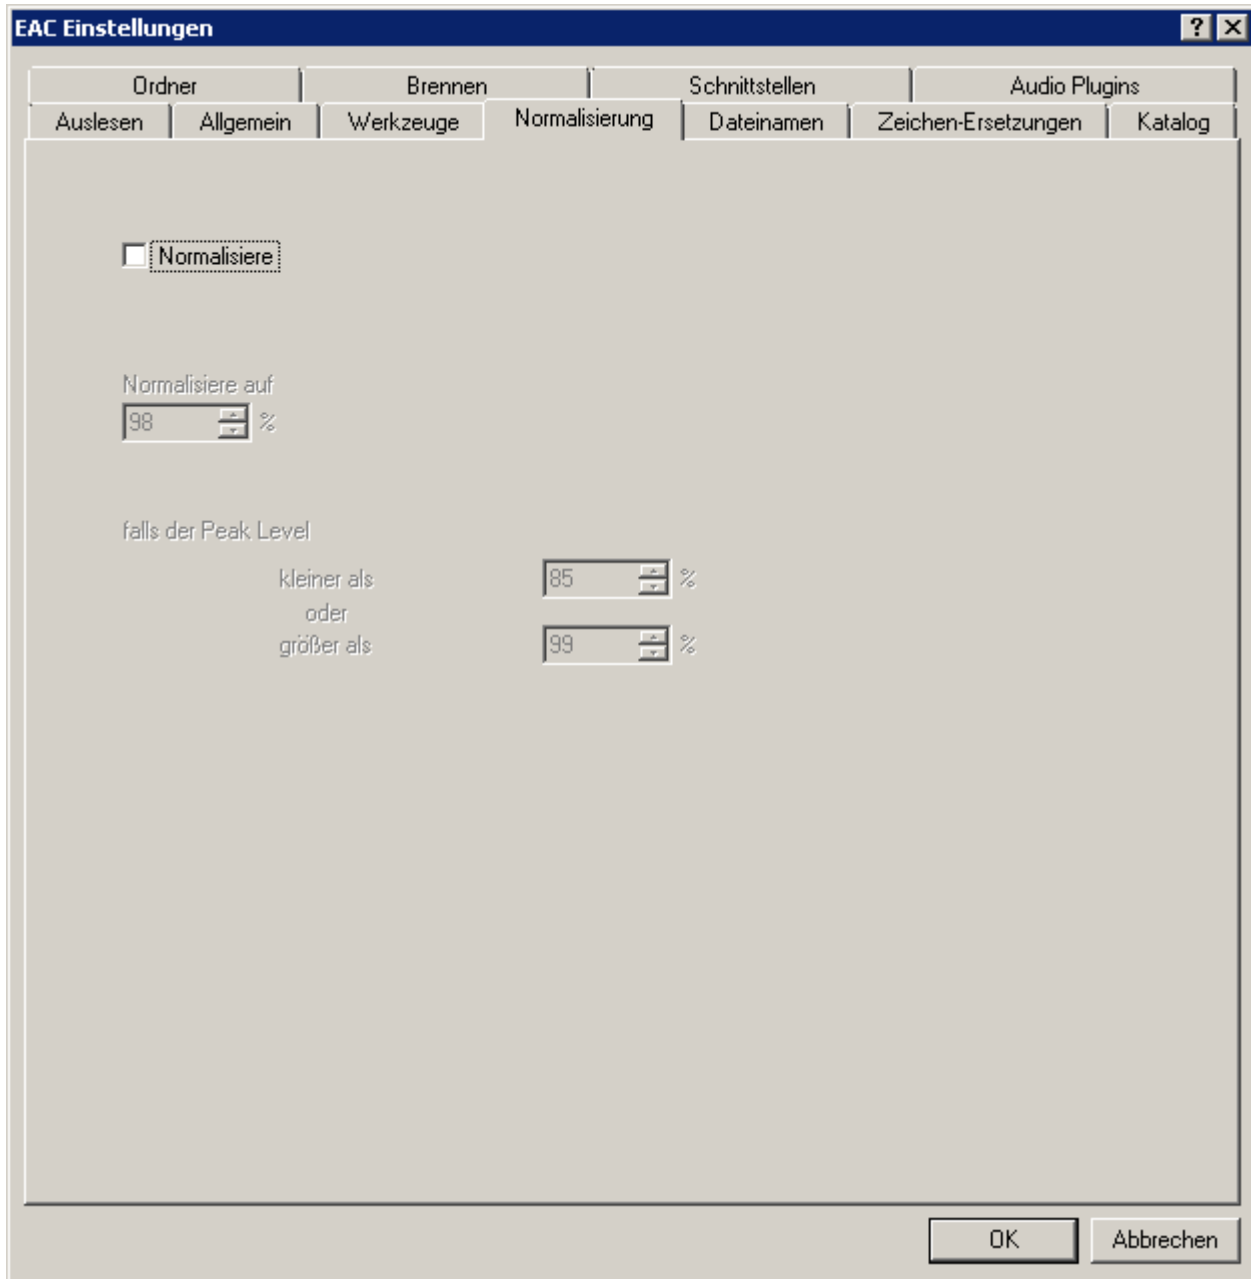 EAC Einstellungen
Ordner Brennen Schnittstellen Audio Plugins
Auslesen Allgemein Werkzeuge Normalisierung Dateinamen Zeichen-Ersetzungen Katalog
Normalisiere
Normalisiere auf
98 %
falls der Peak Level
kleiner als 85 %
oder
größer als 99 %
OK Abbrechen